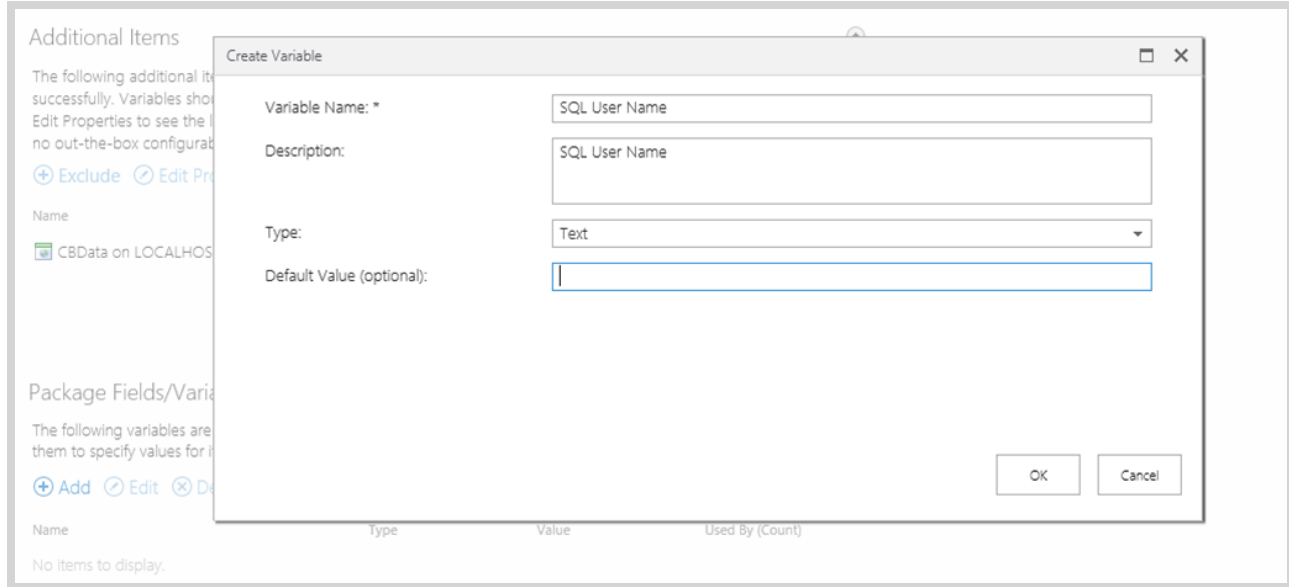 Additional Items
The following additional ite
successfully. Variables shou
Edit Properties to see the l
no out-the-box configurab
Exclude Edit Pro
Name
CBData on LOCALHOS
Create Variable
Variable Name: * SQL User Name
Description: SQL User Name
Type: Text
Default Value (optional):
OK Cancel
Package Fields/Varia
The following variables are
them to specify values for i
Add Edit De
Name Type Value Used By (Count)
No items to display.